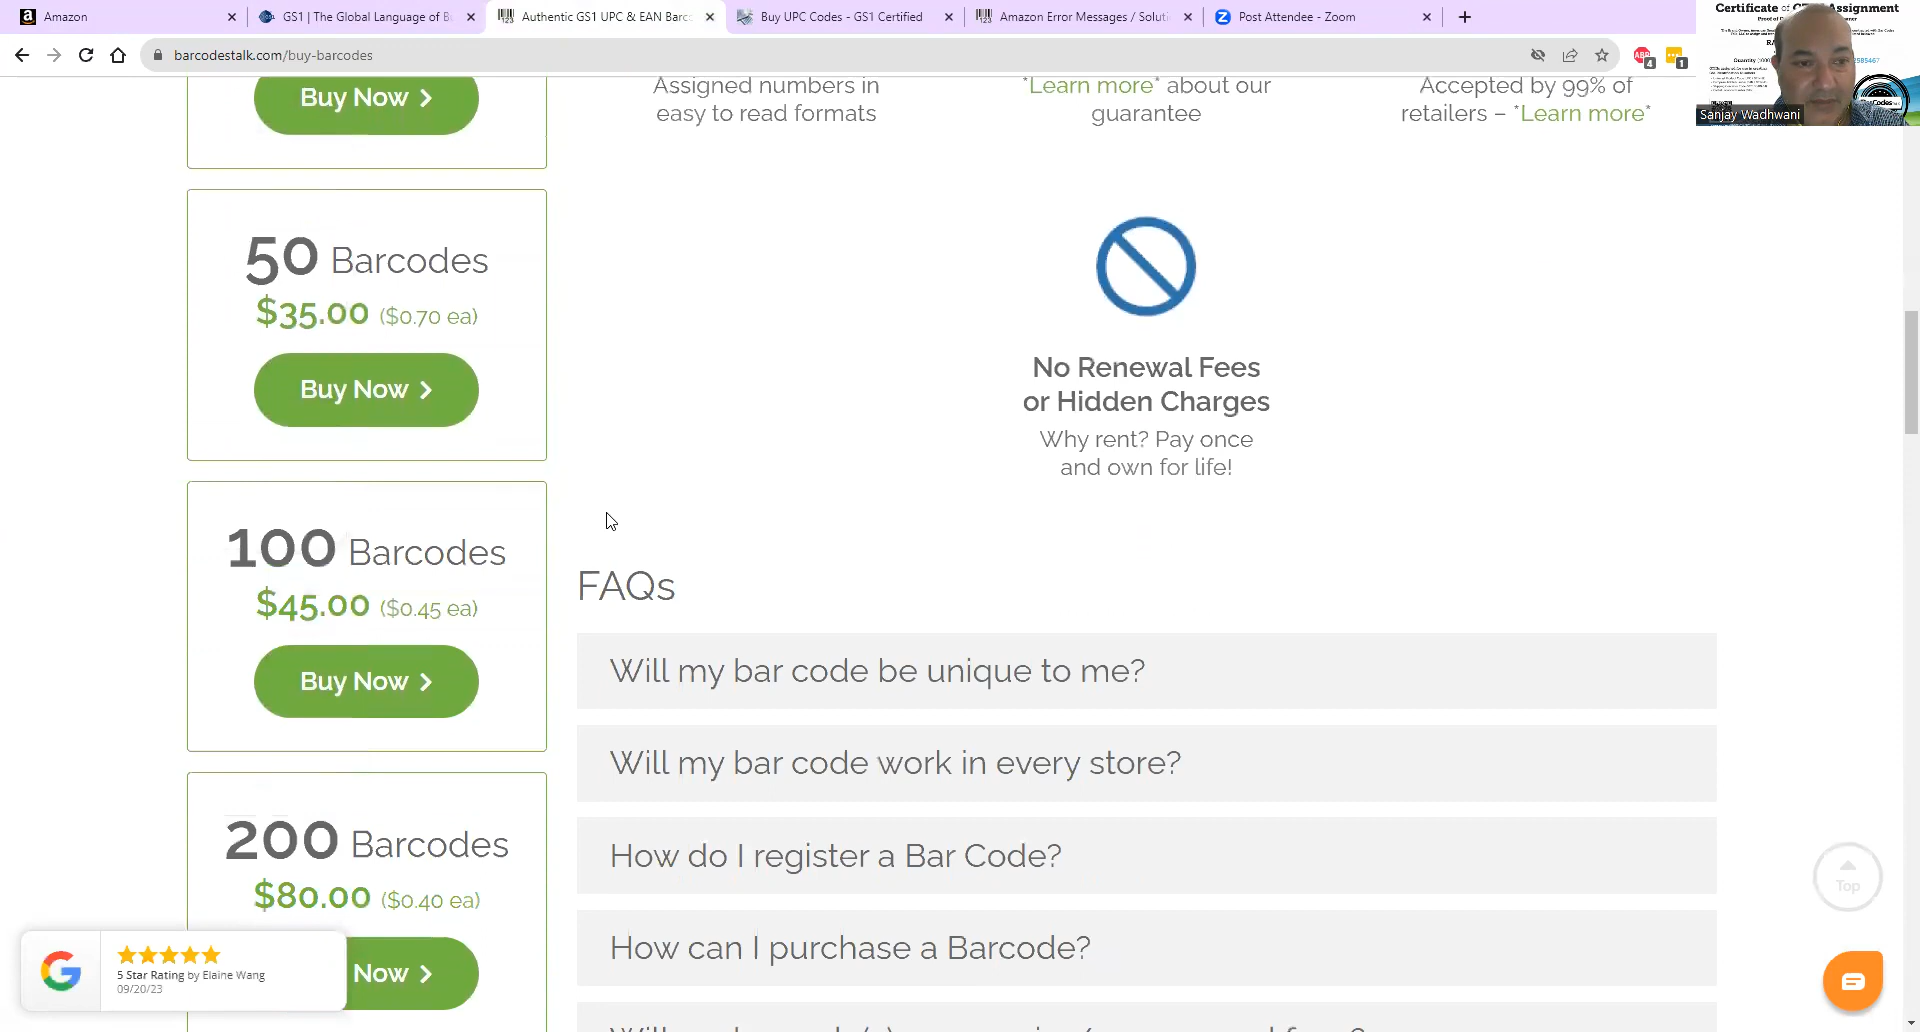 Amazon
GS1 | The Global Language of B
Authentic GS1 UPC & EAN Barc
Buy UPC Codes - GS1 Certified
Amazon Error Messages / Soluti
Post Attendee - Zoom
barcodestalk.com/buy-barcodes
4
1
Sanjay Wadhwani
Buy Now
Assigned numbers in
easy to read formats
*Learn more* about our
guarantee
Accepted by 99% of
retailers – *Learn more*
50 Barcodes
$35.00 ($0.70 ea)
Buy Now
No Renewal Fees
or Hidden Charges
Why rent? Pay once
and own for life!
100 Barcodes
$45.00 ($0.45 ea)
Buy Now
FAQs
Will my bar code be unique to me?
Will my bar code work in every store?
How do I register a Bar Code?
How can I purchase a Barcode?
200 Barcodes
$80.00 ($0.40 ea)
Now
5 Star Rating by Elaine Wang
09/20/23
Top